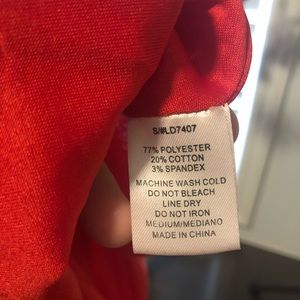 S/#LD7407
77% POLYESTER
20% COTTON
3% SPANDEX
MACHINE WASH COLD
DO NOT BLEACH
LINE DRY
DO NOT IRON
MEDIUM/MEDIANO
MADE IN CHINA